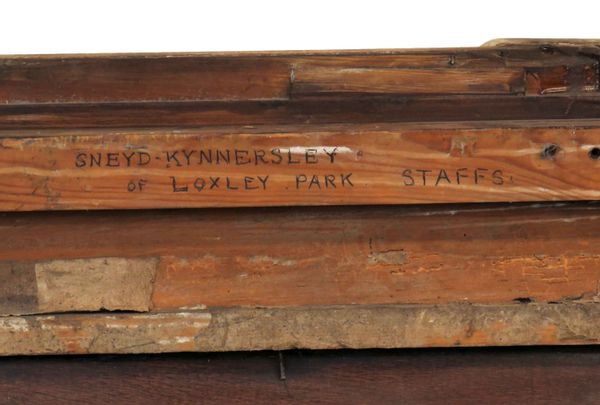 SNEYD-KYNNERSLEY.
OF LOXLEY PARK STAFFS.